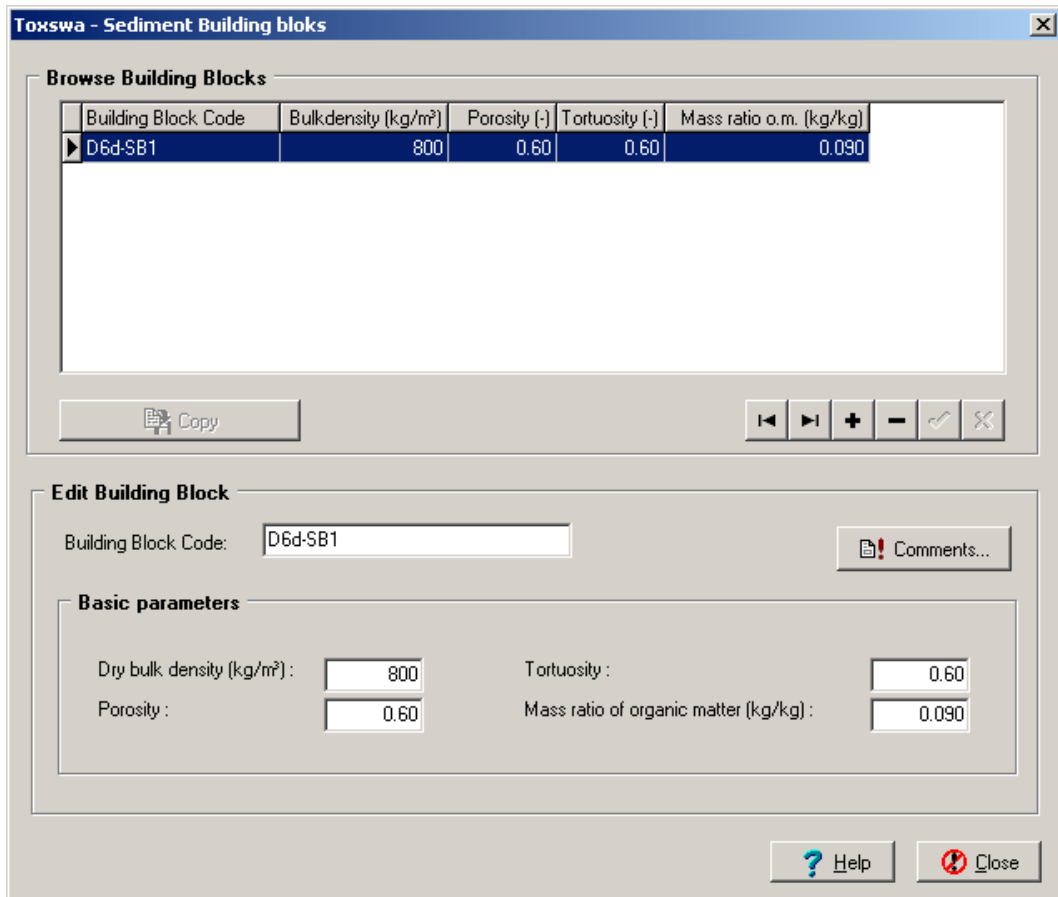 Toxswa - Sediment Building bloks
Browse Building Blocks
Building Block Code Bulkdensity (kg/m³) Porosity (-) Tortuosity (-) Mass ratio o.m. (kg/kg)
D6d-SB1 800 0.60 0.60 0.090
Copy
Edit Building Block
Building Block Code: D6d-SB1 Comments...
Basic parameters
Dry bulk density (kg/m³) : 800 Tortuosity : 0.60
Porosity : 0.60 Mass ratio of organic matter (kg/kg) : 0.090
Help Close